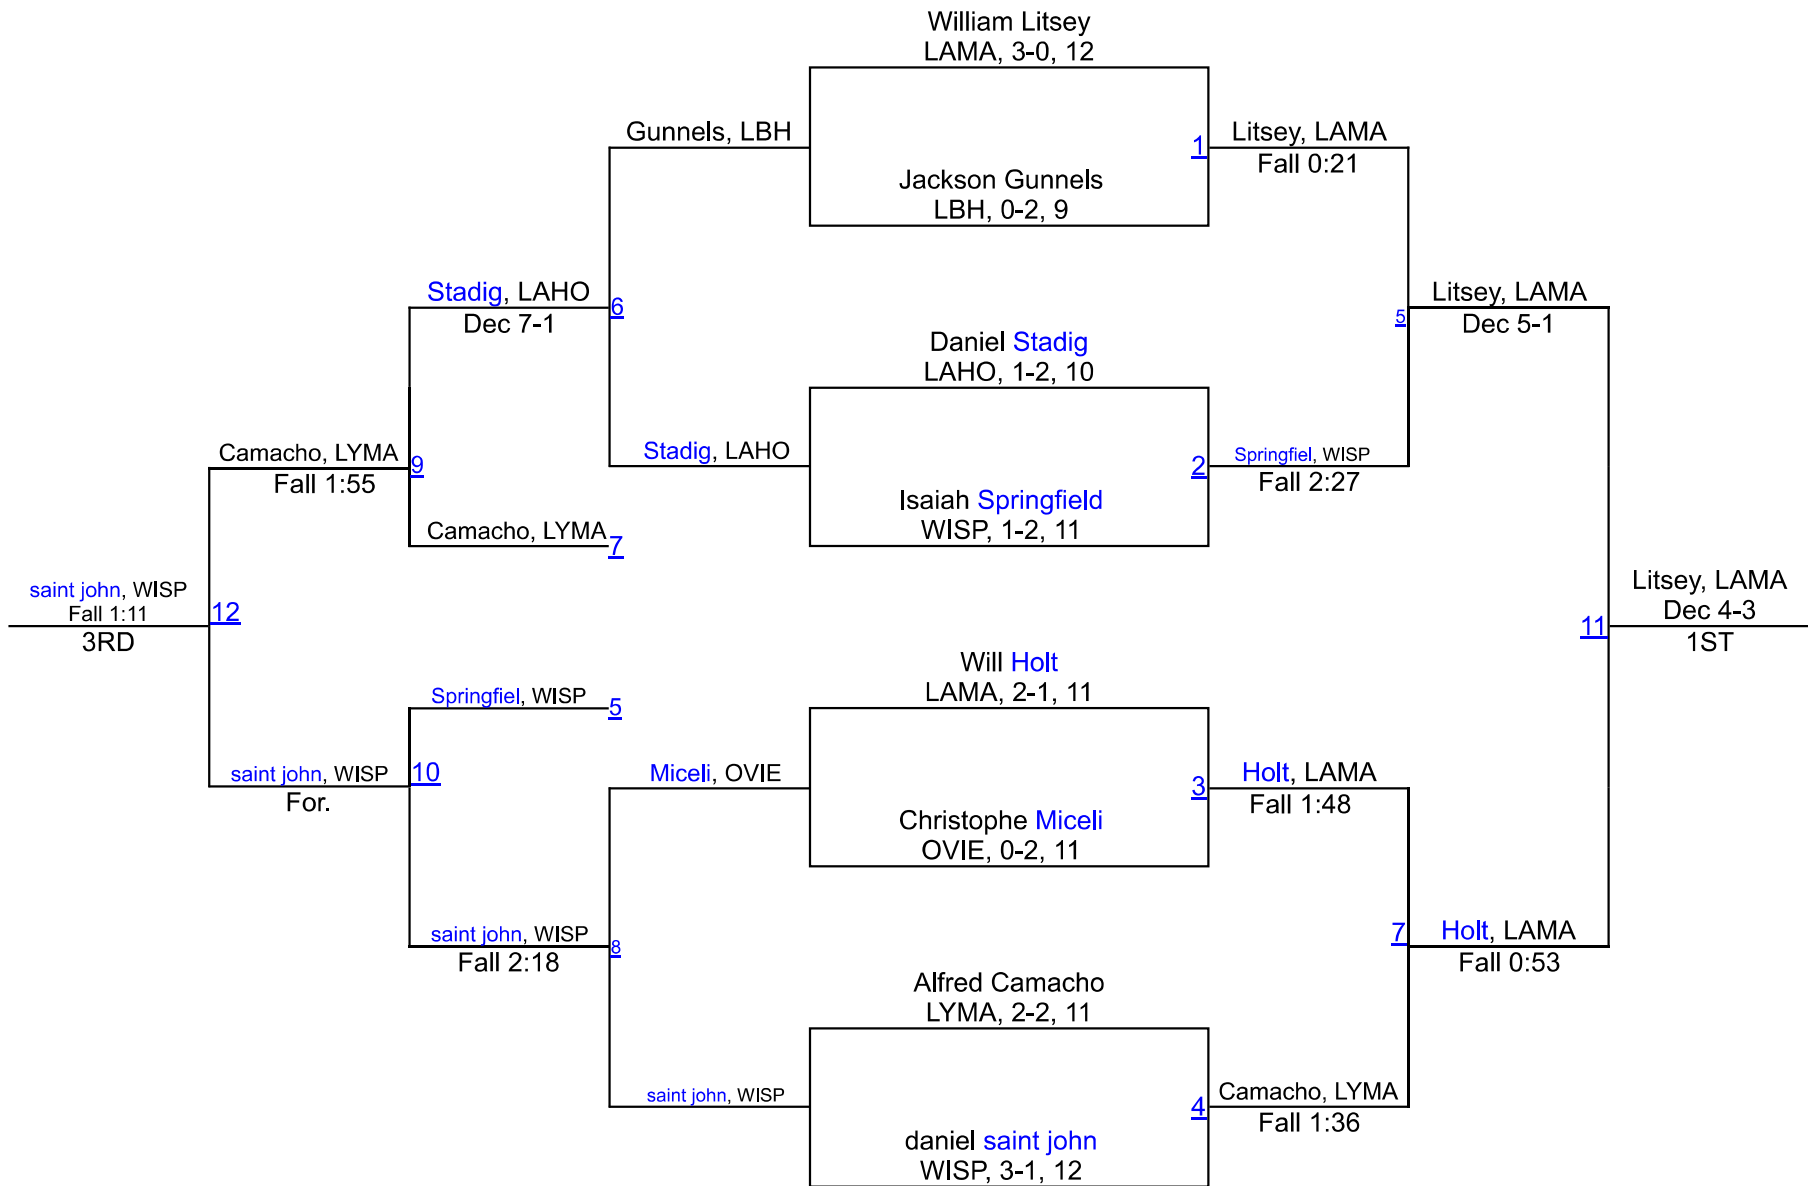 William Litsey
LAMA, 3-0, 12
Gunnels, LBH
1
Litsey, LAMA
Fall 0:21
Jackson Gunnels
LBH, 0-2, 9
Stadig, LAHO
Dec 7-1
6
5
Litsey, LAMA
Dec 5-1
Daniel Stadig
LAHO, 1-2, 10
Camacho, LYMA
Fall 1:55
9
Stadig, LAHO
2
Springfiel, WISP
Fall 2:27
Isaiah Springfield
WISP, 1-2, 11
Camacho, LYMA
7
saint john, WISP
Fall 1:11
3RD
12
11
Litsey, LAMA
Dec 4-3
1ST
Will Holt
LAMA, 2-1, 11
Springfiel, WISP
5
saint john, WISP
For.
10
Miceli, OVIE
3
Holt, LAMA
Fall 1:48
Christophe Miceli
OVIE, 0-2, 11
saint john, WISP
Fall 2:18
8
7
Holt, LAMA
Fall 0:53
Alfred Camacho
LYMA, 2-2, 11
saint john, WISP
4
Camacho, LYMA
Fall 1:36
daniel saint john
WISP, 3-1, 12